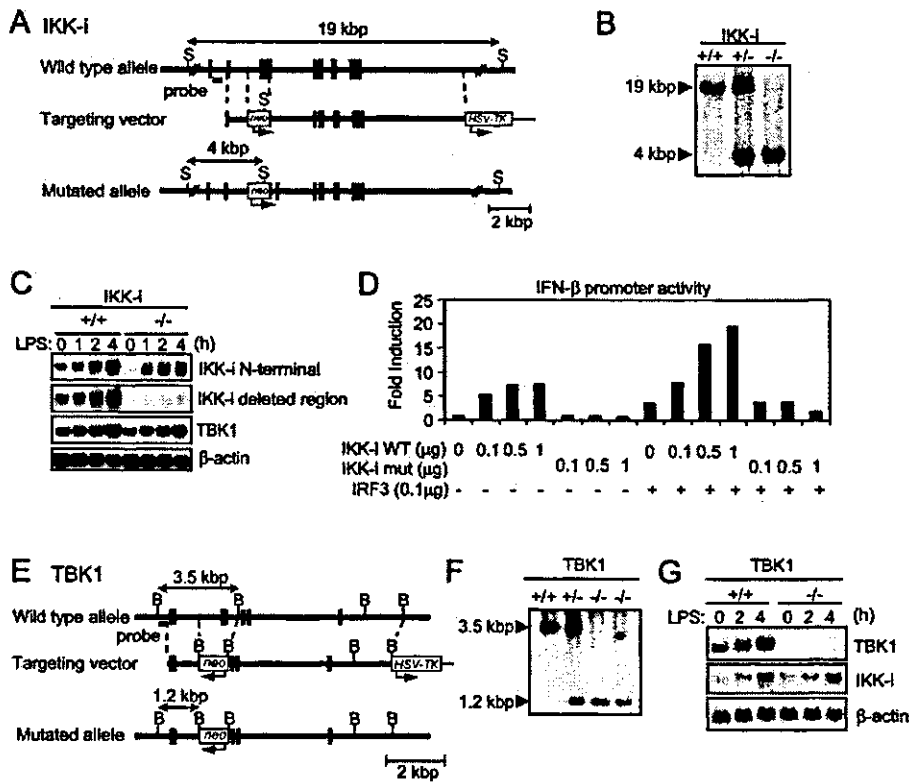 A IKK-i
19 kbp
S S
Wild type allele
probe
S
Targeting vector
neo HSV-TK
4 kbp
S S S
Mutated allele
neo
2 kbp
B
IKK-i
+/+ +/- -/-
19 kbp
4 kbp
C
IKK-i
+/+ -/-
LPS: 0 1 2 4 0 1 2 4 (h)
IKK-i N-terminal
IKK-i deleted region
TBK1
β-actin
D
IFN-β promoter activity
Fold Induction
25
20
15
10
5
0
IKK-i WT (μg) 0 0.1 0.5 1 0 0.1 0.5 1
IKK-i mut (μg) 0.1 0.5 1 0.1 0.5 1
IRF3 (0.1μg) - - - - - - - + + + + + + +
E TBK1
3.5 kbp
B B B B
Wild type allele
probe
B B B B
Targeting vector
neo HSV-TK
1.2 kbp
B B B B B
Mutated allele
neo
2 kbp
F
TBK1
+/+ +/- -/- -/-
3.5 kbp
1.2 kbp
G
TBK1
+/+ -/-
LPS: 0 2 4 0 2 4 (h)
TBK1
IKK-i
β-actin